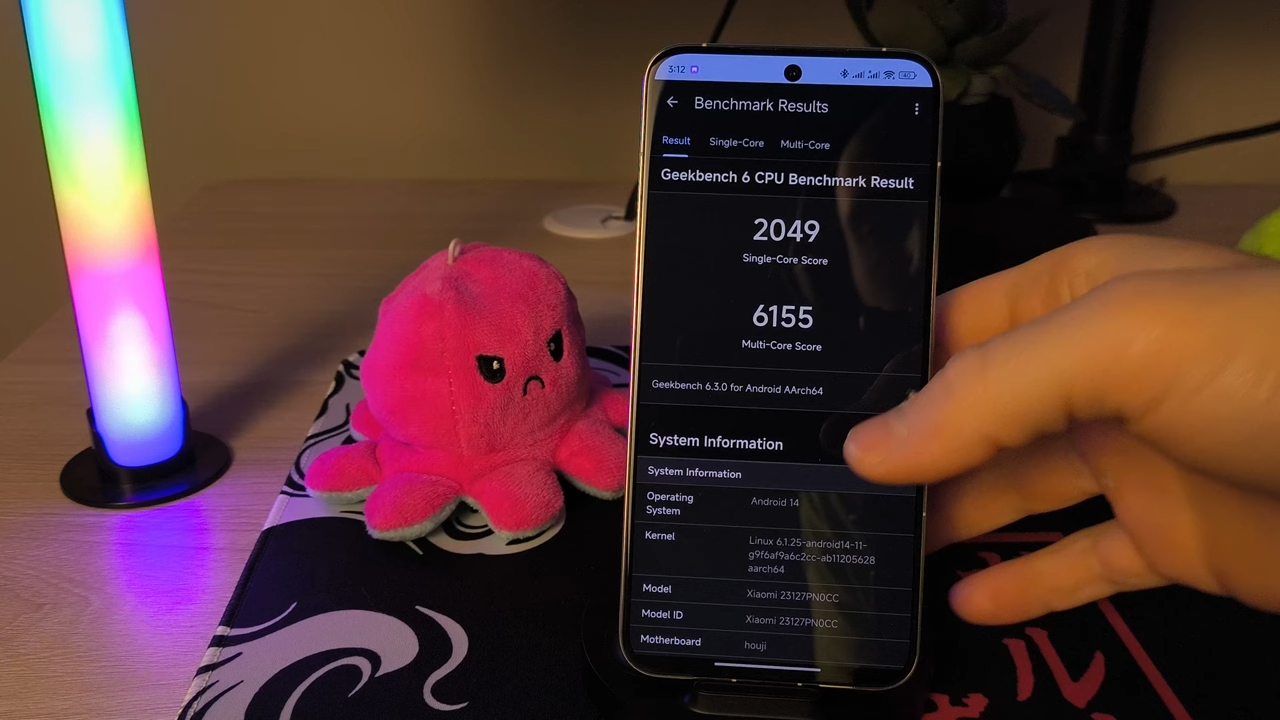 3:12
40
Benchmark Results
Result Single-Core Multi-Core
Geekbench 6 CPU Benchmark Result
2049
Single-Core Score
6155
Multi-Core Score
Geekbench 6.3.0 for Android AArch64
System Information
System Information
Operating System Android 14
Kernel Linux 6.1.25-android14-11-
g9f6af9a6c2cc-ab11205628
aarch64
Model Xiaomi 23127PN0CC
Model ID Xiaomi 23127PN0CC
Motherboard houji
ル